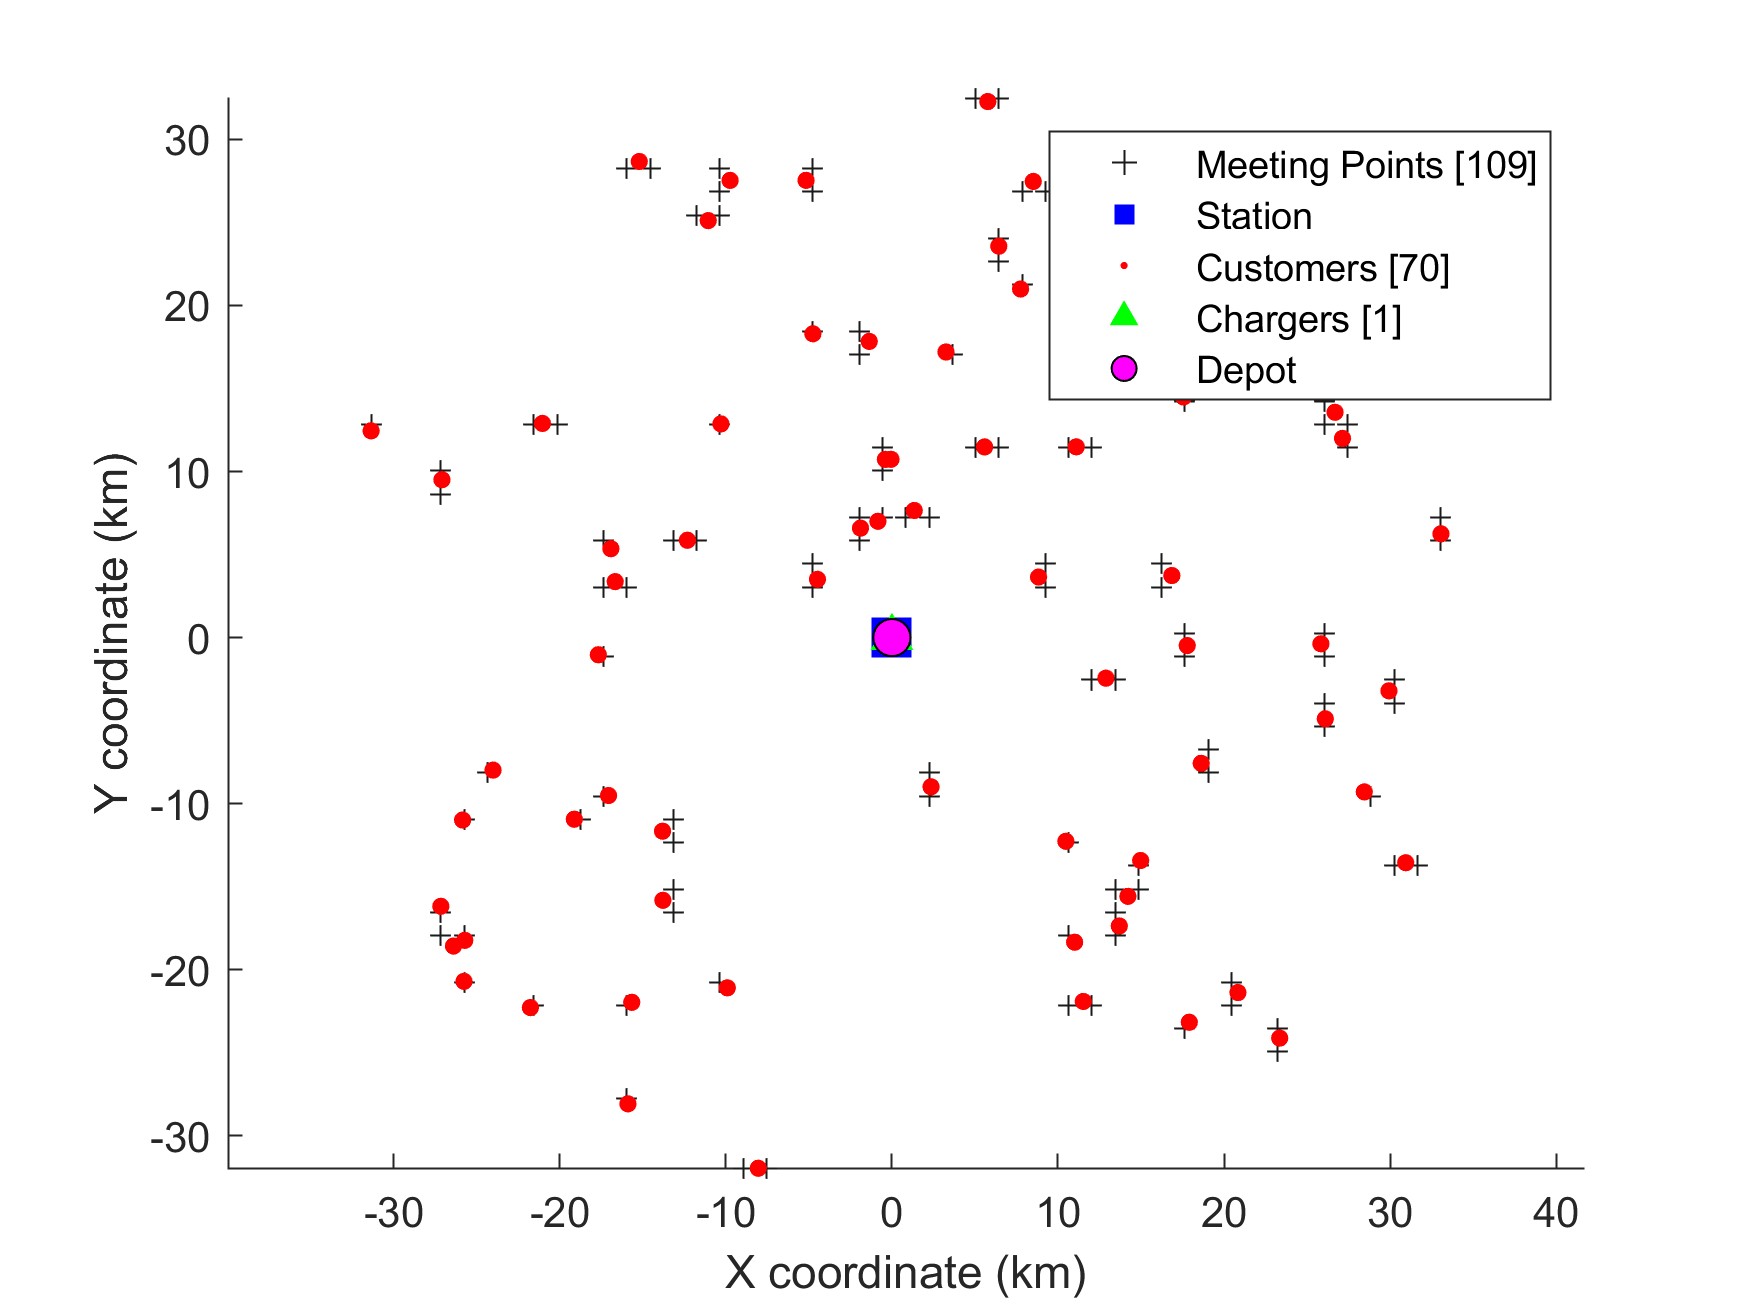 30
20
10
0
-10
-20
-30
Y coordinate (km)
Meeting Points [109]
Station
Customers [70]
Chargers [1]
Depot
-30 -20 -10 0 10 20 30 40
X coordinate (km)